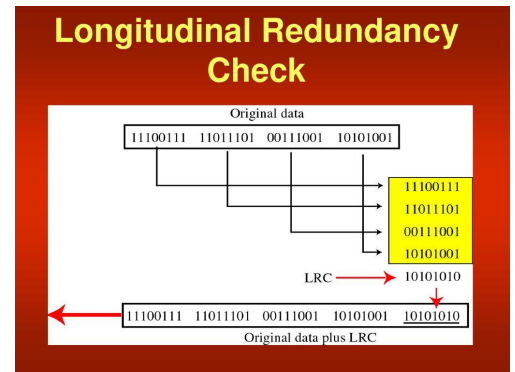 Longitudinal Redundancy
Check
Original data
11100111 11011101 00111001 10101001
11100111
11011101
00111001
10101001
LRC 10101010
11100111 11011101 00111001 10101001 10101010
Original data plus LRC